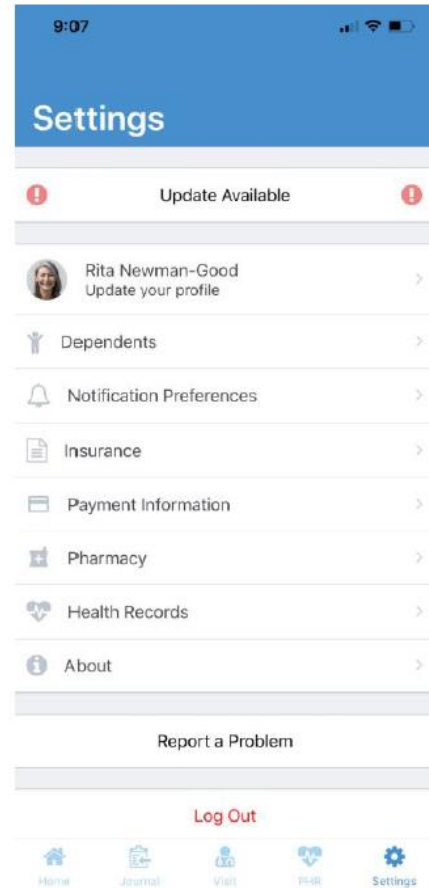 9:07
Settings
Update Available
Rita Newman-Good
Update your profile
Dependents
Notification Preferences
Insurance
Payment Information
Pharmacy
Health Records
About
Report a Problem
Log Out
Home Journal Visit PHR Settings